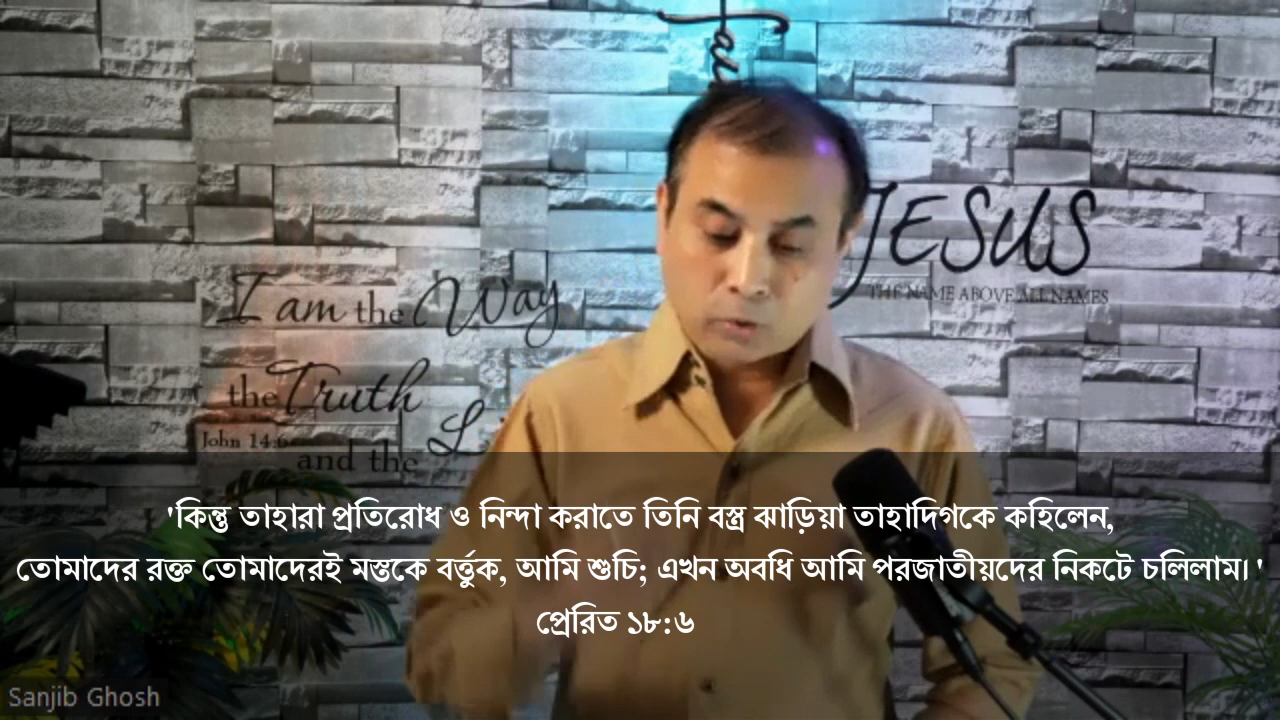 JESUS
THE NAME ABOVE ALL NAMES
I am the Way
the Truth
John 14:6
and the
'কিন্তু তাহারা প্রতিরোধ ও নিন্দা করাতে তিনি বস্ত্র ঝাড়িয়া তাহাদিগকে কহিলেন,
তোমাদের রক্ত তোমাদেরই মস্তকে বর্ত্তুক, আমি শুচি; এখন অবধি আমি পরজাতীয়দের নিকটে চলিলাম।'
প্রেরিত ১৮:৬
Sanjib Ghosh